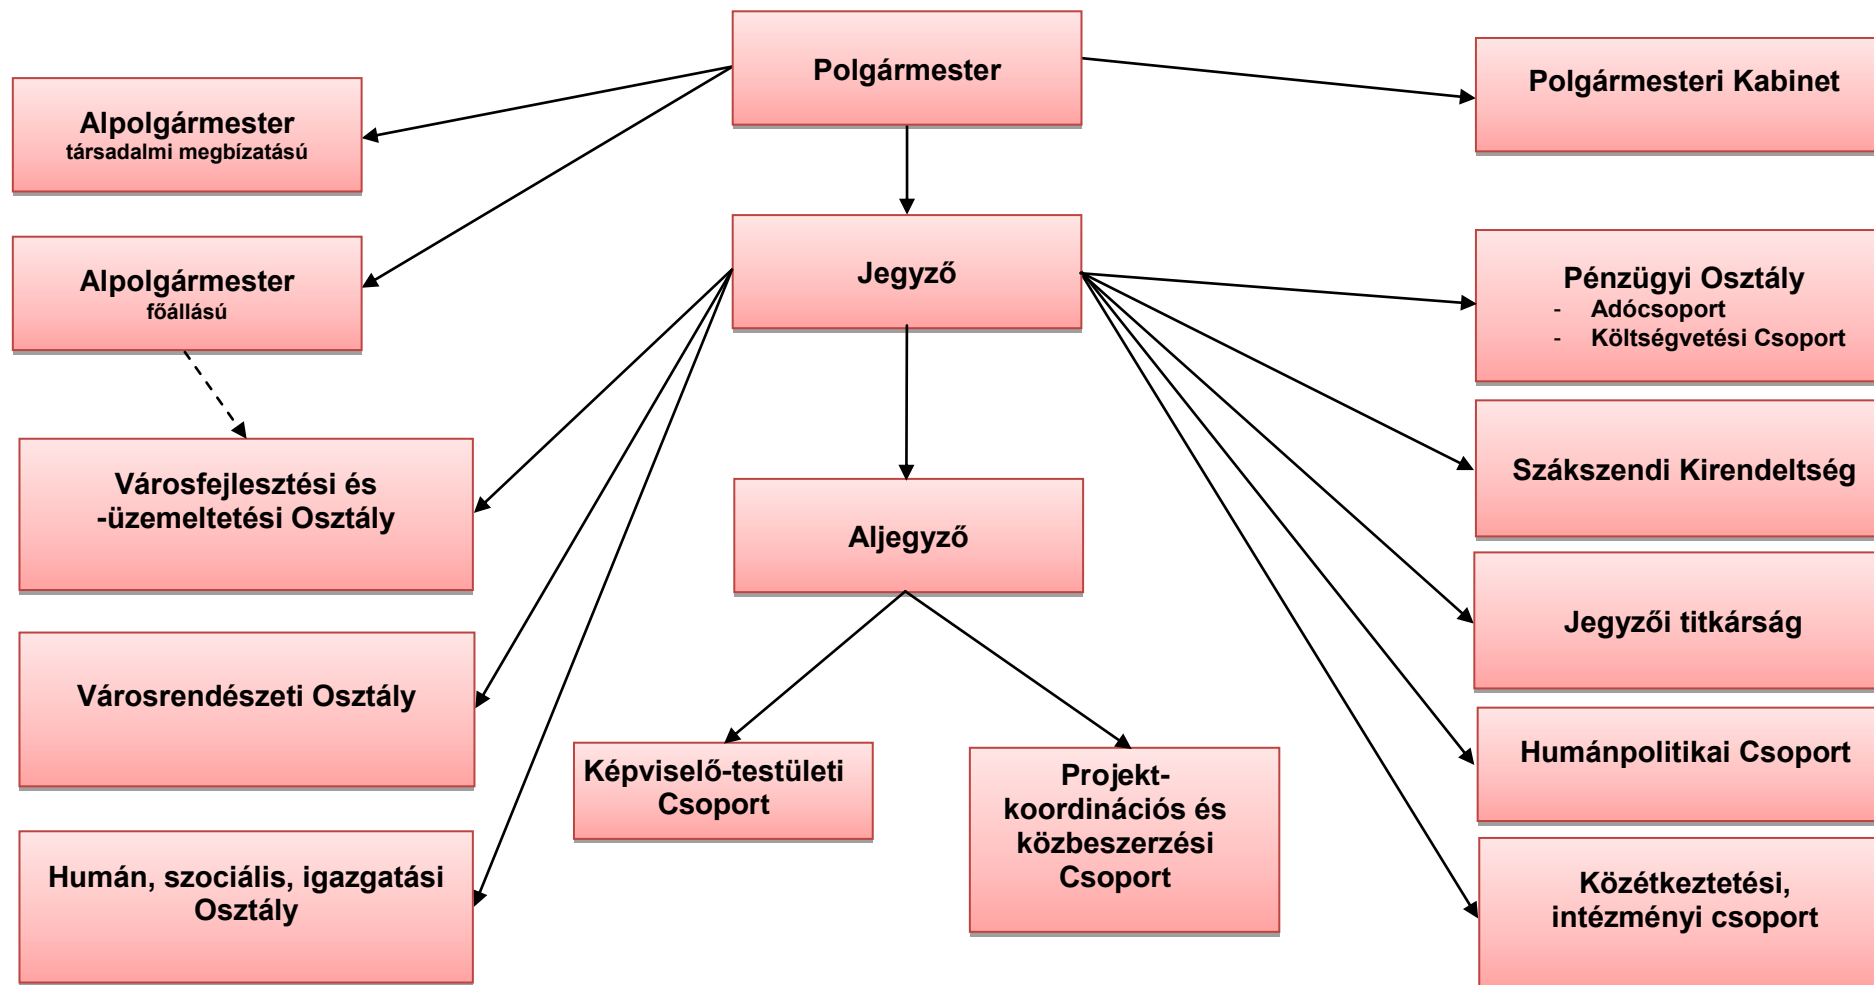 Polgármester
Polgármesteri Kabinet
Alpolgármester
társadalmi megbízatású
Alpolgármester
főállású
Jegyző
Pénzügyi Osztály
- Adócsoport
- Költségvetési Csoport
Városfejlesztési és
-üzemeltetési Osztály
Aljegyző
Szákszendi Kirendeltség
Jegyzői titkárság
Városrendészeti Osztály
Képviselő-testületi
Csoport
Projekt-
koordinációs és
közbeszerzési
Csoport
Humánpolitikai Csoport
Humán, szociális, igazgatási
Osztály
Közétkeztetési,
intézményi csoport